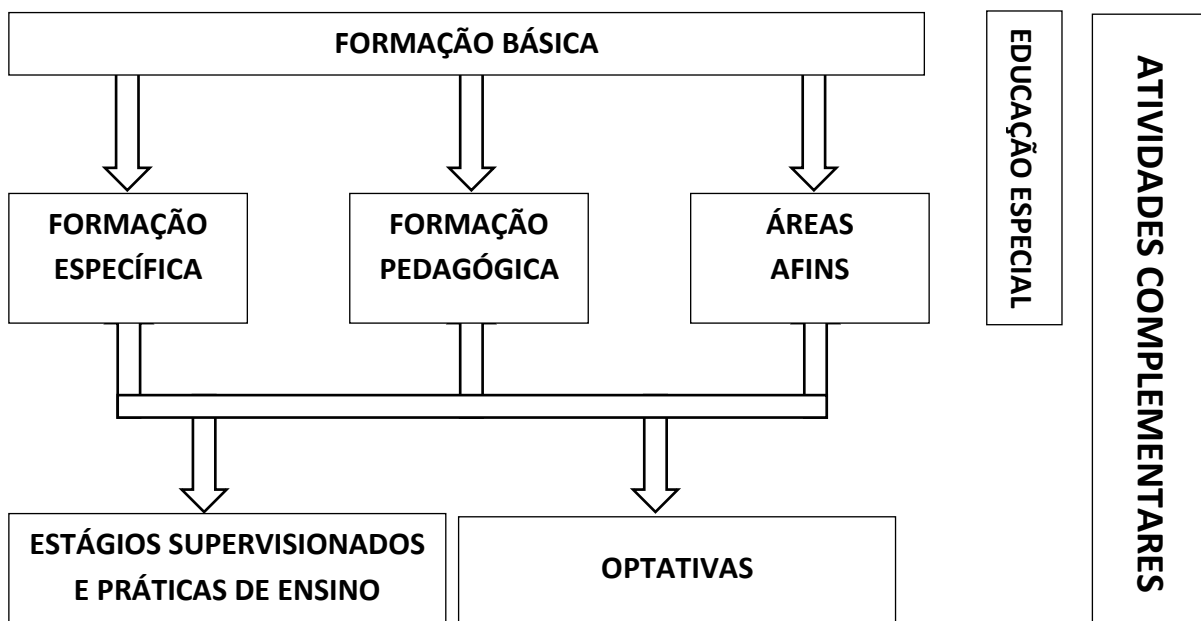 FORMAÇÃO BÁSICA
FORMAÇÃO
ESPECÍFICA
FORMAÇÃO
PEDAGÓGICA
ÁREAS
AFINS
ESTÁGIOS SUPERVISIONADOS
E PRÁTICAS DE ENSINO
OPTATIVAS
EDUCAÇÃO ESPECIAL
ATIVIDADES COMPLEMENTARES